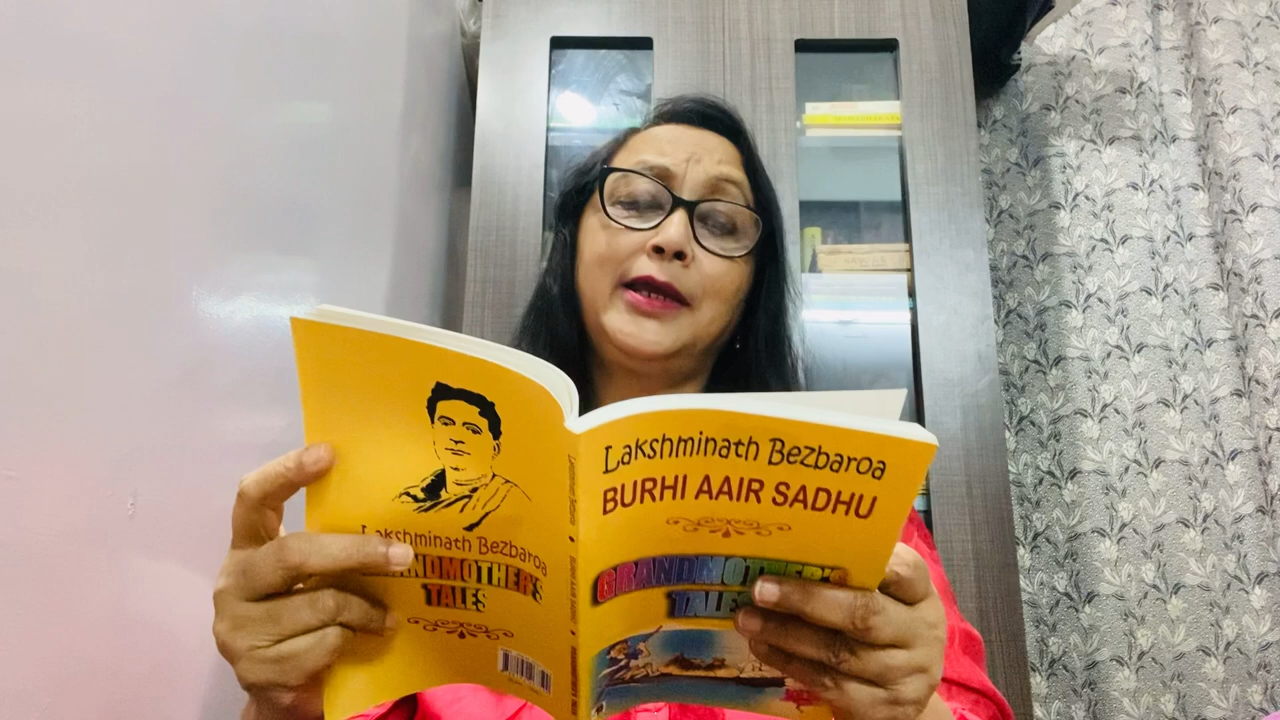 Lakshminath Bezbaroa
GRANDMOTHER'S
TALES
Lakshminath Bezbaroa
BURHI AAIR SADHU
GRANDMOTHER'S
TALES